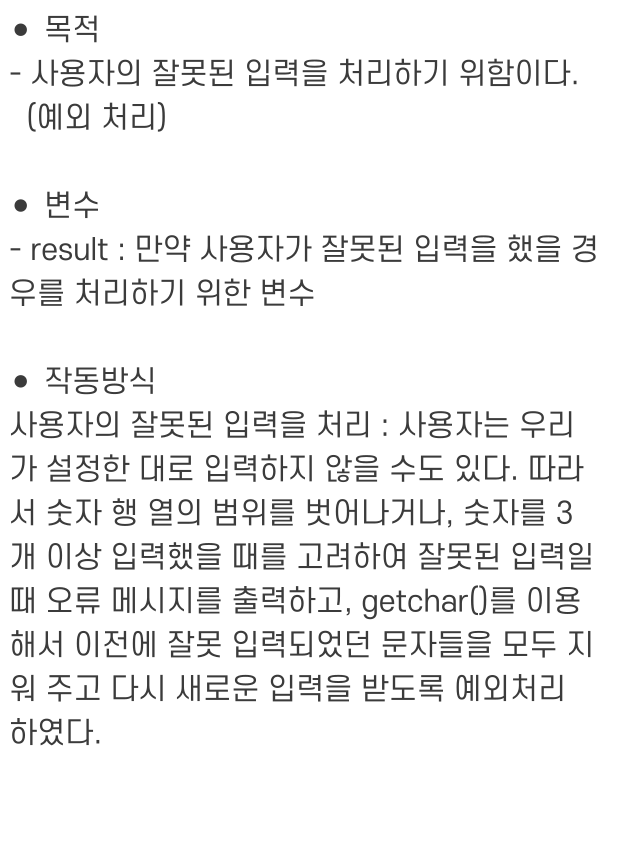 ● 목적
- 사용자의 잘못된 입력을 처리하기 위함이다.
(예외 처리)
● 변수
- result : 만약 사용자가 잘못된 입력을 했을 경
우를 처리하기 위한 변수
● 작동방식
사용자의 잘못된 입력을 처리 : 사용자는 우리
가 설정한 대로 입력하지 않을 수도 있다. 따라
서 숫자 행 열의 범위를 벗어나거나, 숫자를 3
개 이상 입력했을 때를 고려하여 잘못된 입력일
때 오류 메시지를 출력하고, getchar()를 이용
해서 이전에 잘못 입력되었던 문자들을 모두 지
워 주고 다시 새로운 입력을 받도록 예외처리
하였다.